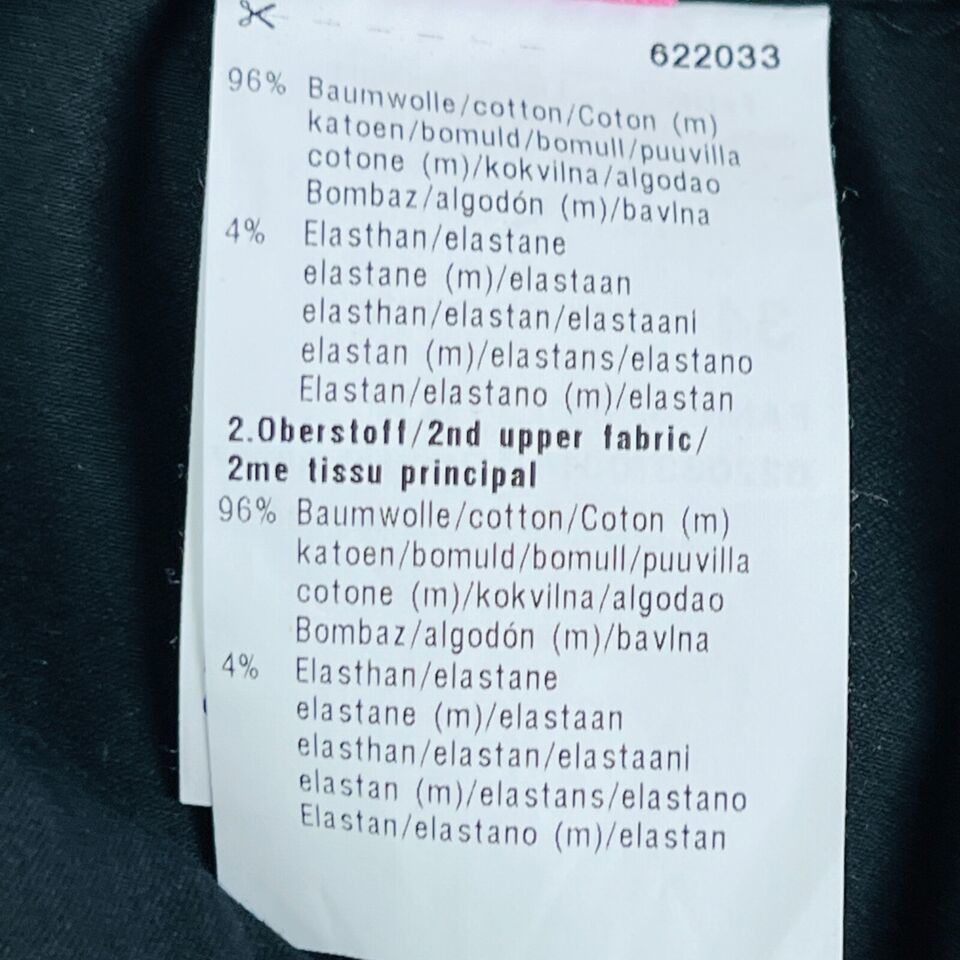 622033
96% Baumwolle/cotton/Coton (m)
katoen/bomuld/bomull/puuvilla
cotone (m)/kokvilna/algodao
Bombaz/algodón (m)/bavlna
4% Elasthan/elastane
elastane (m)/elastaan
elasthan/elastan/elastaani
elastan (m)/elastans/elastano
Elastan/elastano (m)/elastan
2.Oberstoff/2nd upper fabric/
2me tissu principal
96% Baumwolle/cotton/Coton (m)
katoen/bomuld/bomull/puuvilla
cotone (m)/kokvilna/algodao
Bombaz/algodón (m)/bavlna
4% Elasthan/elastane
elastane (m)/elastaan
elasthan/elastan/elastaani
elastan (m)/elastans/elastano
Elastan/elastano (m)/elastan